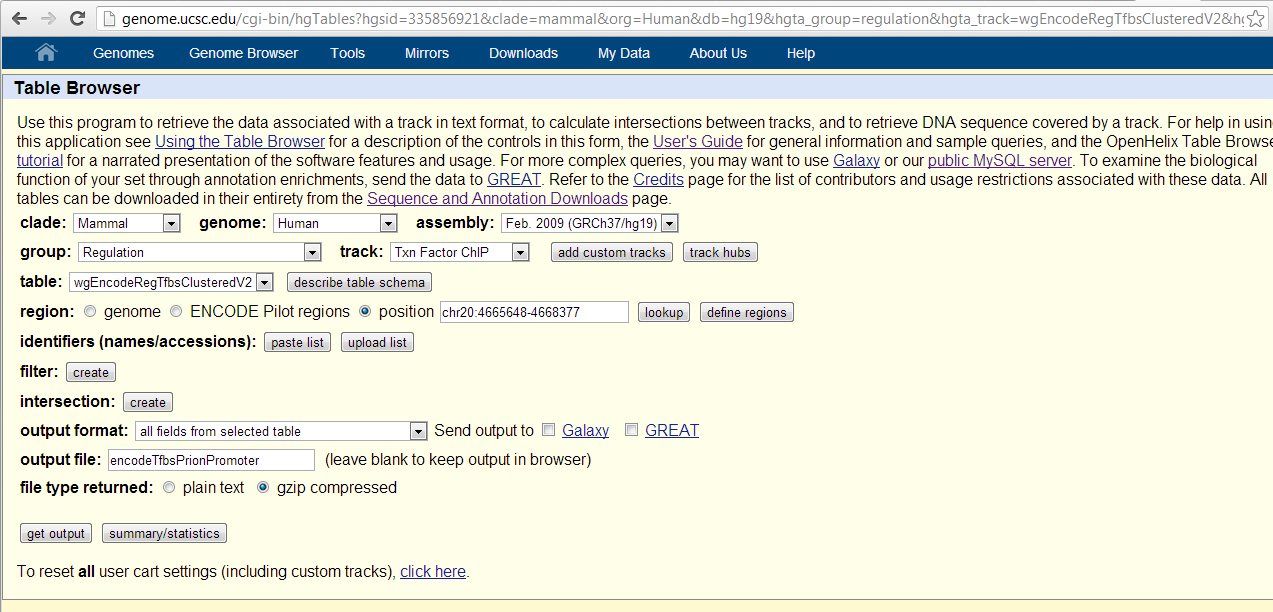 genome.ucsc.edu/cgi-bin/hgTables?hgsid=335856921&clade=mammal&org=Human&db=hg19&hgta_group=regulation&hgta_track=wgEncodeRegTfbsClusteredV2&hg
Genomes Genome Browser Tools Mirrors Downloads My Data About Us Help
Table Browser
Use this program to retrieve the data associated with a track in text format, to calculate intersections between tracks, and to retrieve DNA sequence covered by a track. For help in usin
this application see Using the Table Browser for a description of the controls in this form, the User's Guide for general information and sample queries, and the OpenHelix Table Browse
tutorial for a narrated presentation of the software features and usage. For more complex queries, you may want to use Galaxy or our public MySQL server. To examine the biological
function of your set through annotation enrichments, send the data to GREAT. Refer to the Credits page for the list of contributors and usage restrictions associated with these data. All
tables can be downloaded in their entirety from the Sequence and Annotation Downloads page.
clade: Mammal genome: Human assembly: Feb. 2009 (GRCh37/hg19)
group: Regulation track: Txn Factor ChIP add custom tracks track hubs
table: wgEncodeRegTfbsClusteredV2 describe table schema
region: genome ENCODE Pilot regions position chr20:4665648-4668377 lookup define regions
identifiers (names/accessions): paste list upload list
filter: create
intersection: create
output format: all fields from selected table Send output to Galaxy GREAT
output file: encodeTfbsPrionPromoter (leave blank to keep output in browser)
file type returned: plain text gzip compressed
get output summary/statistics
To reset all user cart settings (including custom tracks), click here.